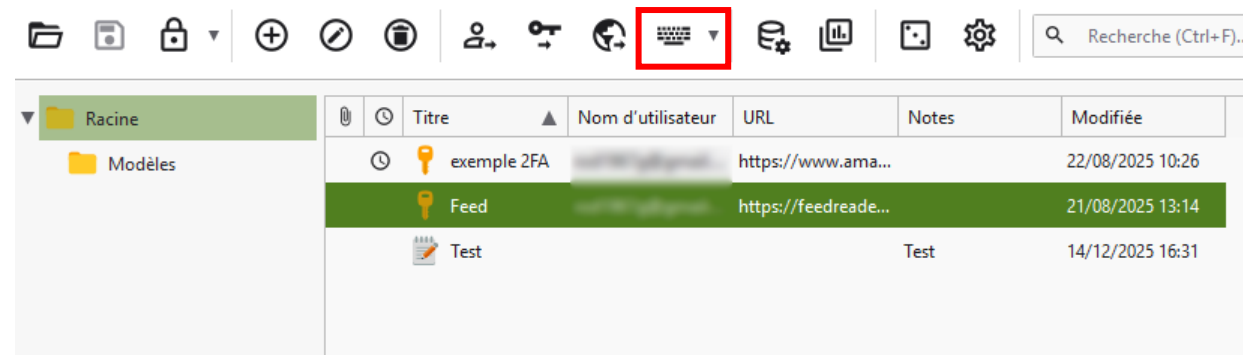 Recherche (Ctrl+F)...
Racine
Modèles
Titre Nom d'utilisateur URL Notes Modifiée
exemple 2FA https://www.ama... 22/08/2025 10:26
Feed https://feedreade... 21/08/2025 13:14
Test Test 14/12/2025 16:31